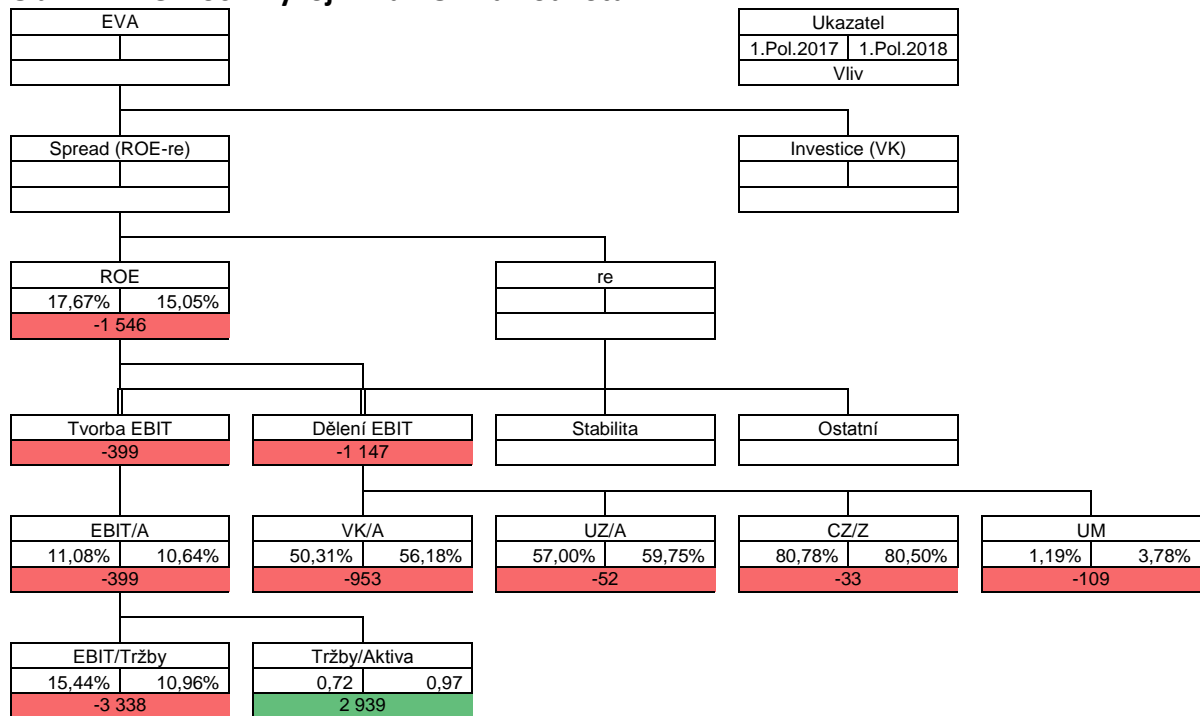 EVA
Ukazatel
1.Pol.2017 1.Pol.2018
Vliv
Spread (ROE-re)
Investice (VK)
ROE
17,67% 15,05%
-1 546
re
Tvorba EBIT
-399
Dělení EBIT
-1 147
Stabilita
Ostatní
EBIT/A
11,08% 10,64%
-399
VK/A
50,31% 56,18%
-953
UZ/A
57,00% 59,75%
-52
CZ/Z
80,78% 80,50%
-33
UM
1,19% 3,78%
-109
EBIT/Tržby
15,44% 10,96%
-3 338
Tržby/Aktiva
0,72 0,97
2 939